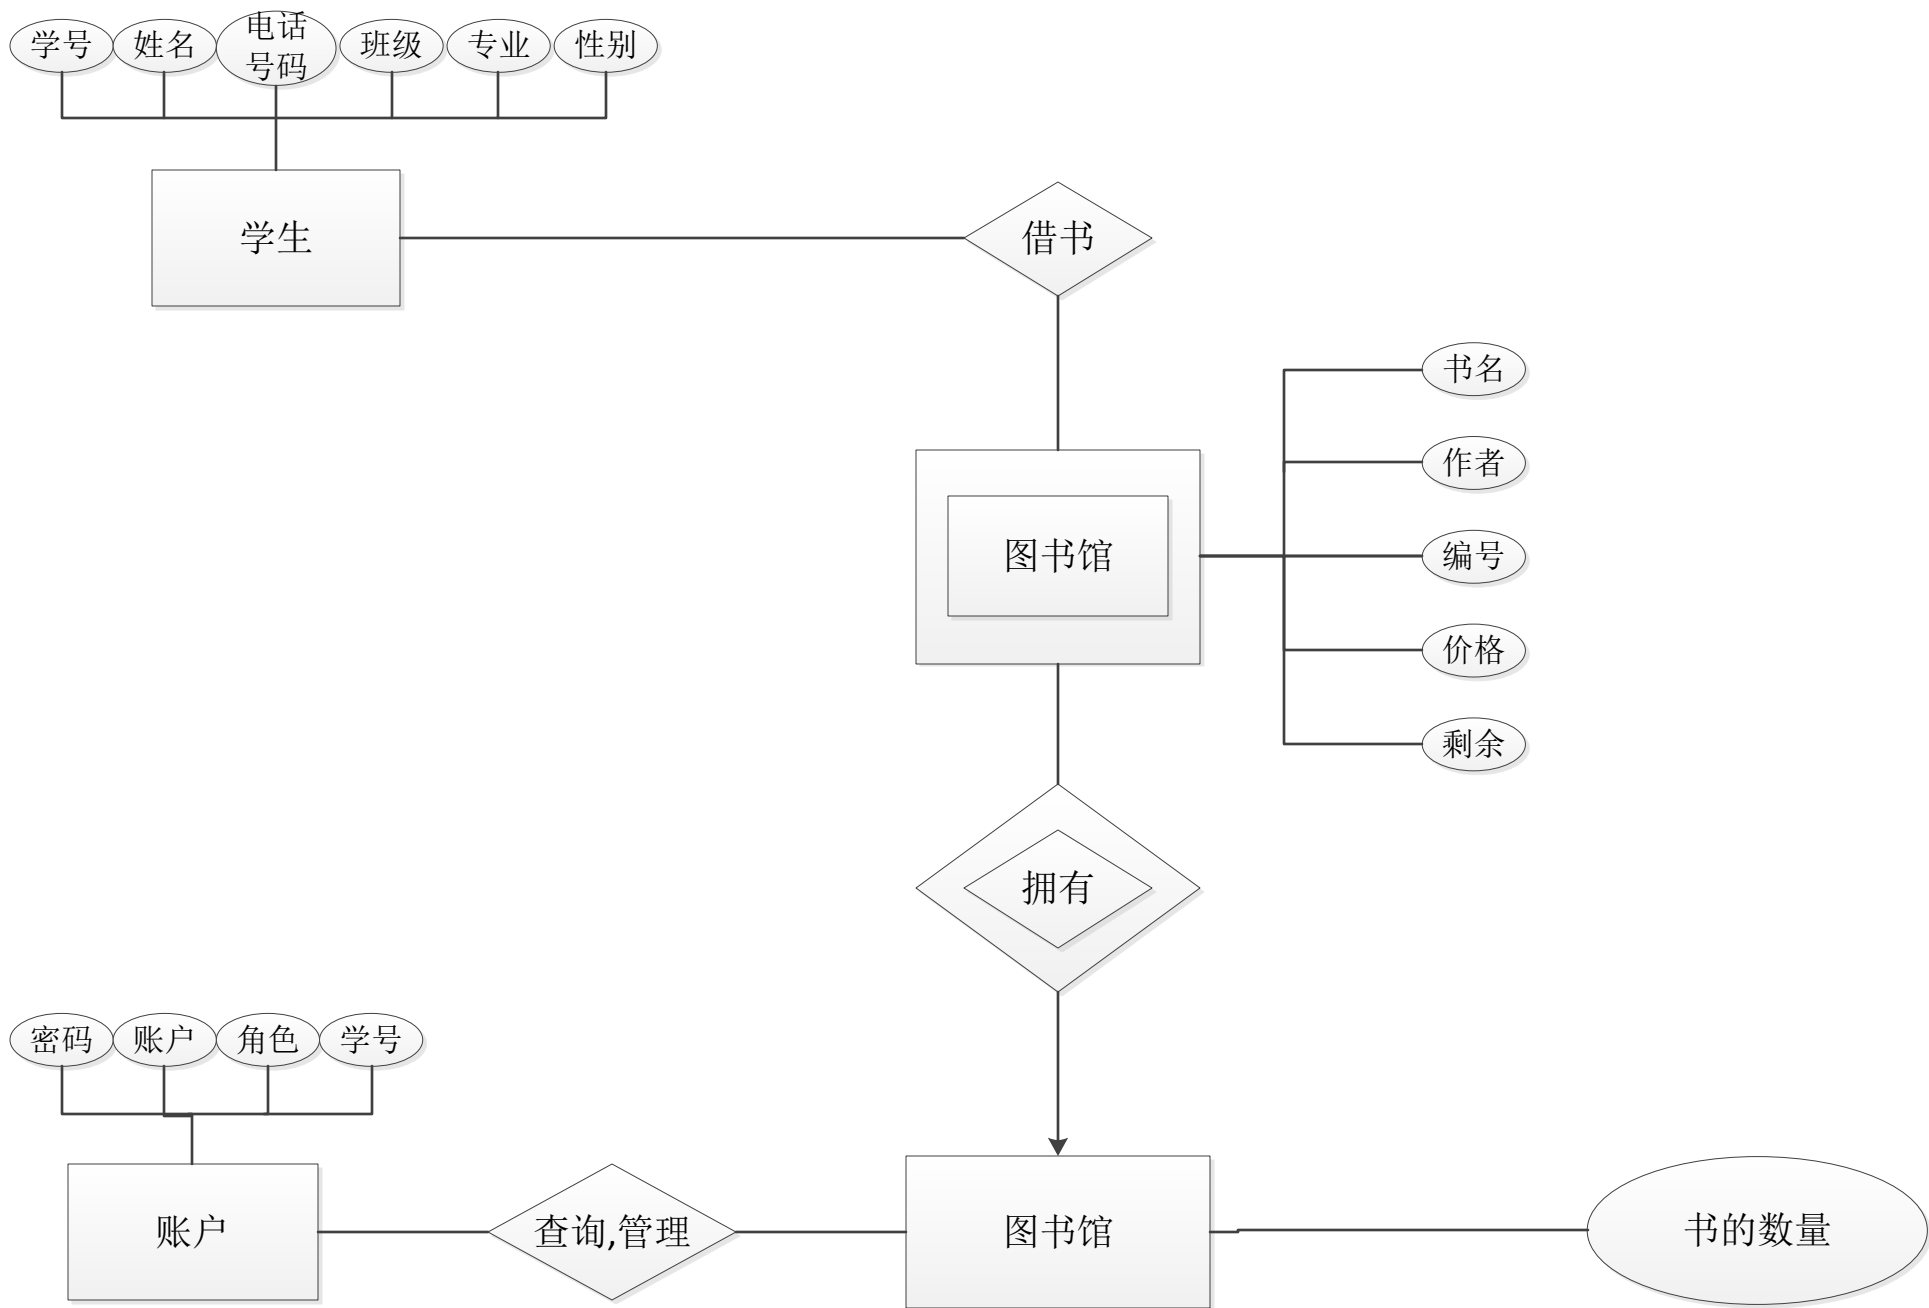 学号
姓名
电话
号码
班级
专业
性别
学生
借书
书名
作者
图书馆
编号
价格
剩余
拥有
密码
账户
角色
学号
账户
查询,管理
图书馆
书的数量